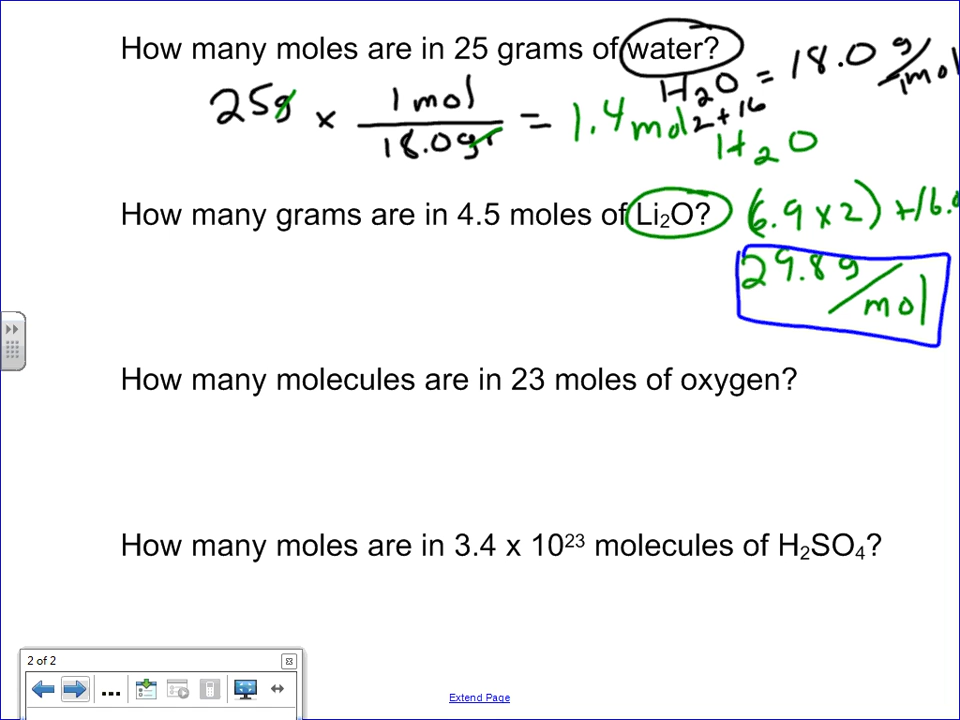 How many moles are in 25 grams of water?
H₂O = 18.0 g/mol
2+16
25g x 1 mol / 18.0 gr = 1.4 mol H₂O
How many grams are in 4.5 moles of Li₂O?
(6.9 x 2) + 16.0
29.8 g/mol
How many molecules are in 23 moles of oxygen?
How many moles are in 3.4 x 10²³ molecules of H₂SO₄?
2 of 2
...
Extend Page